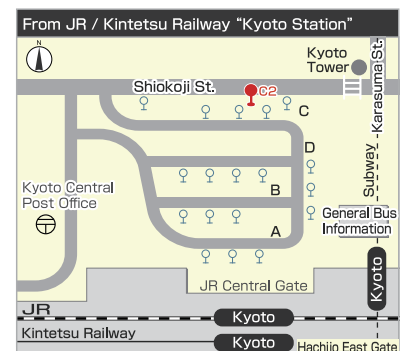 From JR / Kintetsu Railway “Kyoto Station”
N
Kyoto
Tower
Karasuma St.
Shiokoji St.
C2
C
D
Subway
Kyoto Central
Post Office
B
General Bus
Information
A
JR Central Gate
Kyoto
JR
Kyoto
Kintetsu Railway
Kyoto
Hachijo East Gate